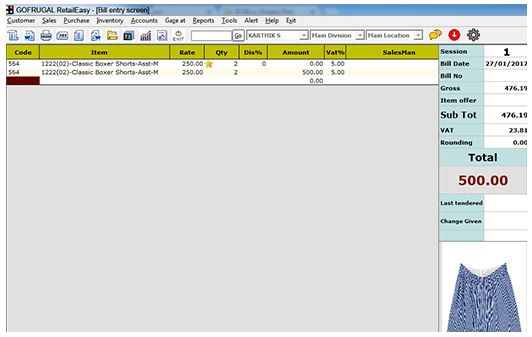 GOFRUGAL RetailEasy - [Bill entry screen]
Customer Sales Purchase Inventory Accounts Gaze at Reports Tools Alert Help Exit
EXIT Go KARTHIK S Main Division Main Location
Code Item Rate Qty Dis% Amount Vat% SalesMan
564 1222(02)-Classic Boxer Shorts-Asst-M 250.00 2 0 0.00 5.00
564 1222(02)-Classic Boxer Shorts-Asst-M 250.00 2 500.00 5.00
0.00
Session 1
Bill Date 27/01/2017
Bill No
Gross 476.19
Item offer
Sub Tot 476.19
VAT 23.81
Rounding 0.00
Total
500.00
Last tendered
Change Given